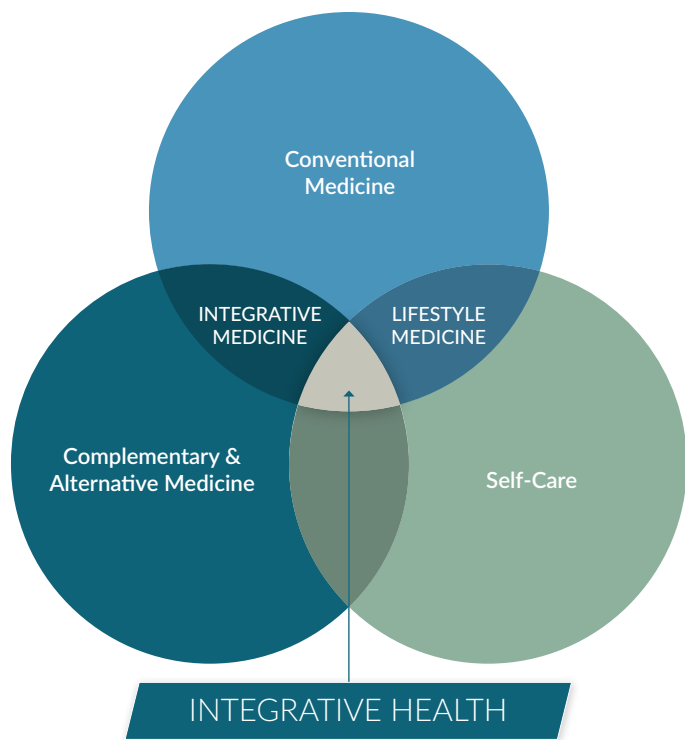 Conventional
Medicine
INTEGRATIVE
MEDICINE
LIFESTYLE
MEDICINE
Complementary &
Alternative Medicine
Self-Care
INTEGRATIVE HEALTH